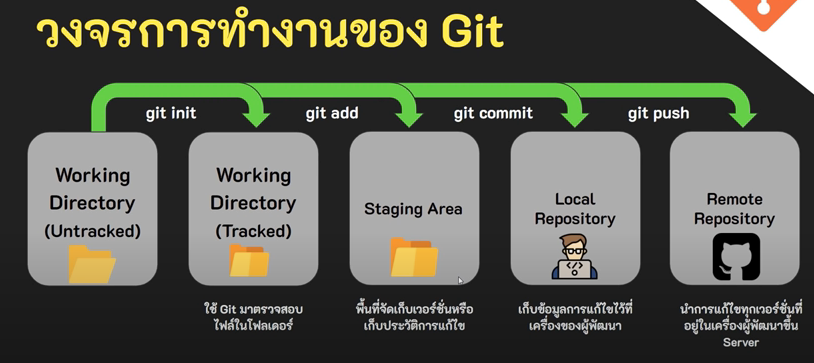 วงจรการทำงานของ Git
git init
git add
git commit
git push
Working
Directory
(Untracked)
Working
Directory
(Tracked)
Staging Area
Local
Repository
Remote
Repository
ใช้ Git มาตรวจสอบ
ไฟล์ในโฟลเดอร์
พื้นที่จัดเก็บเวอร์ชั่นหรือ
เก็บประวัติการแก้ไข
เก็บข้อมูลการแก้ไขไว้ที่
เครื่องของผู้พัฒนา
นำการแก้ไขทุกเวอร์ชั่นที่
อยู่ในเครื่องผู้พัฒนาขึ้น
Server